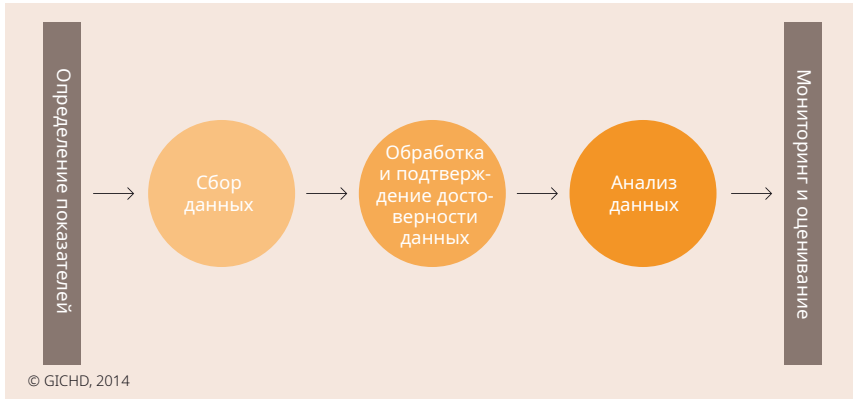 Определение показателей
Сбор
данных
Обработка
и подтверж-
дение досто-
верности
данных
Анализ
данных
Мониторинг и оценивание
© GICHD, 2014